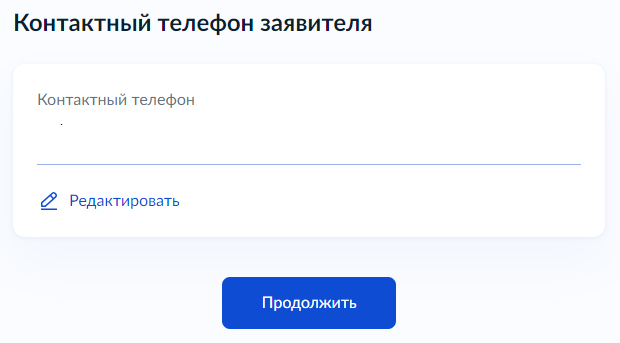 Контактный телефон заявителя
Контактный телефон
Редактировать
Продолжить